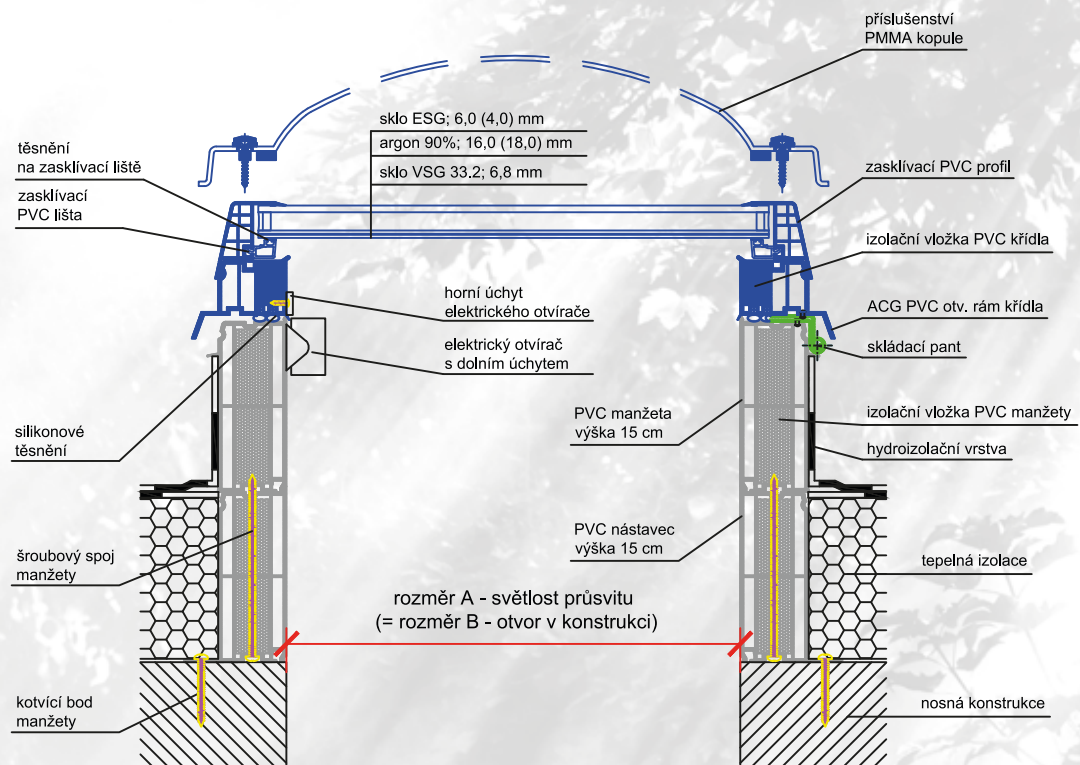 příslušenství
PMMA kopule
sklo ESG; 6,0 (4,0) mm
argon 90%; 16,0 (18,0) mm
sklo VSG 33.2; 6,8 mm
těsnění
na zasklívací liště
zasklívací
PVC lišta
zasklívací PVC profil
izolační vložka PVC křídla
horní úchyt
elektrického otvírače
ACG PVC otv. rám křídla
elektrický otvírač
s dolním úchytem
skládací pant
PVC manžeta
výška 15 cm
izolační vložka PVC manžety
silikonové
těsnění
hydroizolační vrstva
PVC nástavec
výška 15 cm
šroubový spoj
manžety
tepelná izolace
rozměr A - světlost průsvitu
(= rozměr B - otvor v konstrukci)
kotvící bod
manžety
nosná konstrukce